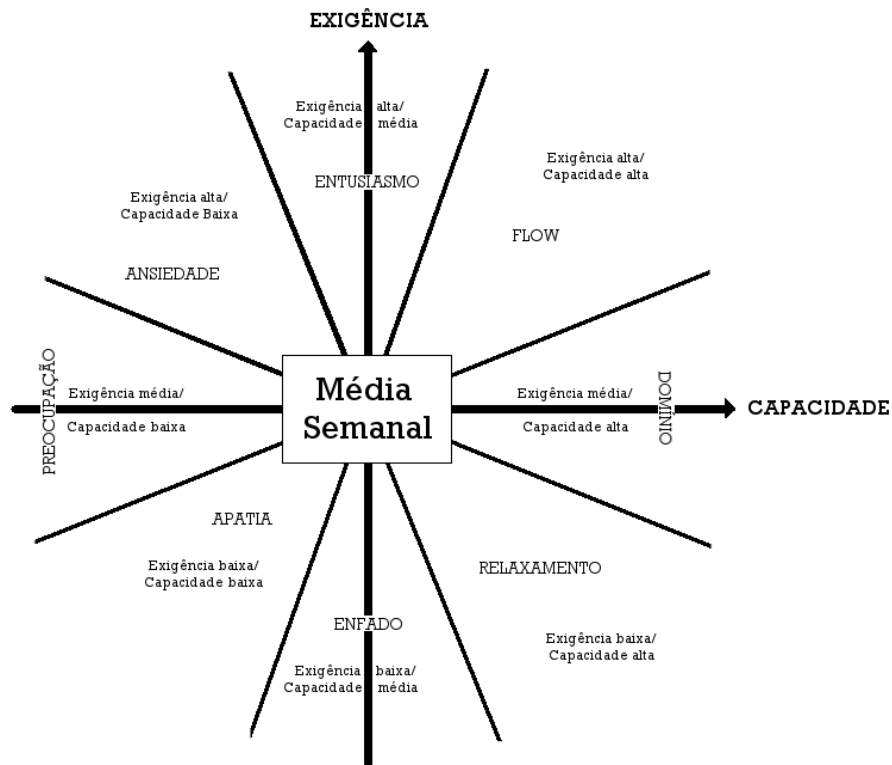 EXIGÊNCIA
Exigência alta/
Capacidade média
ENTUSIASMO
Exigência alta/
Capacidade alta
FLOW
Exigência alta/
Capacidade Baixa
ANSIEDADE
PREOCUPAÇÃO
Exigência média/
Capacidade baixa
Média
Semanal
Exigência média/
Capacidade alta
DOMÍNIO
CAPACIDADE
APATIA
Exigência baixa/
Capacidade baixa
ENFADO
Exigência baixa/
Capacidade média
RELAXAMENTO
Exigência baixa/
Capacidade alta